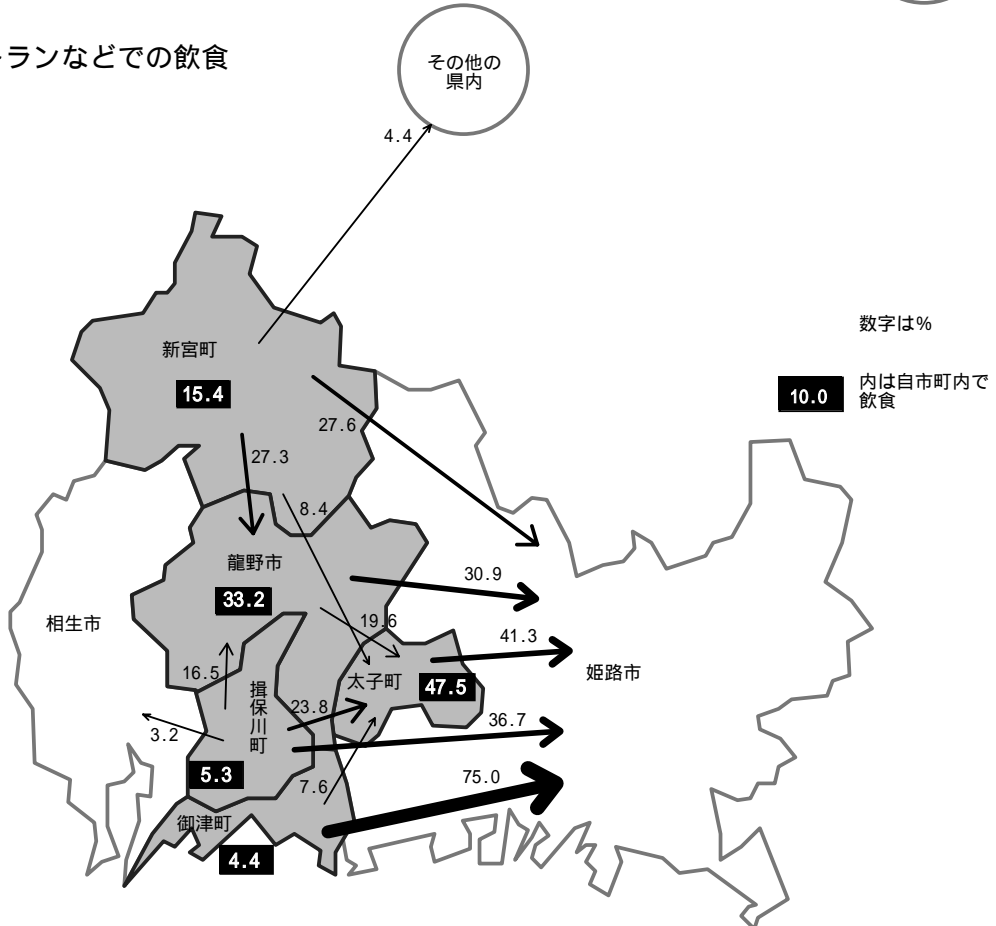 トランなどでの飲食
その他の
県内
4.4
数字は%
新宮町
15.4
内は自市町内で
飲食
10.0
27.6
27.3
8.4
龍野市
30.9
33.2
19.6
相生市
41.3
姫路市
16.5
太子町
47.5
揖保川町
23.8
36.7
3.2
5.3
7.6
75.0
御津町
4.4